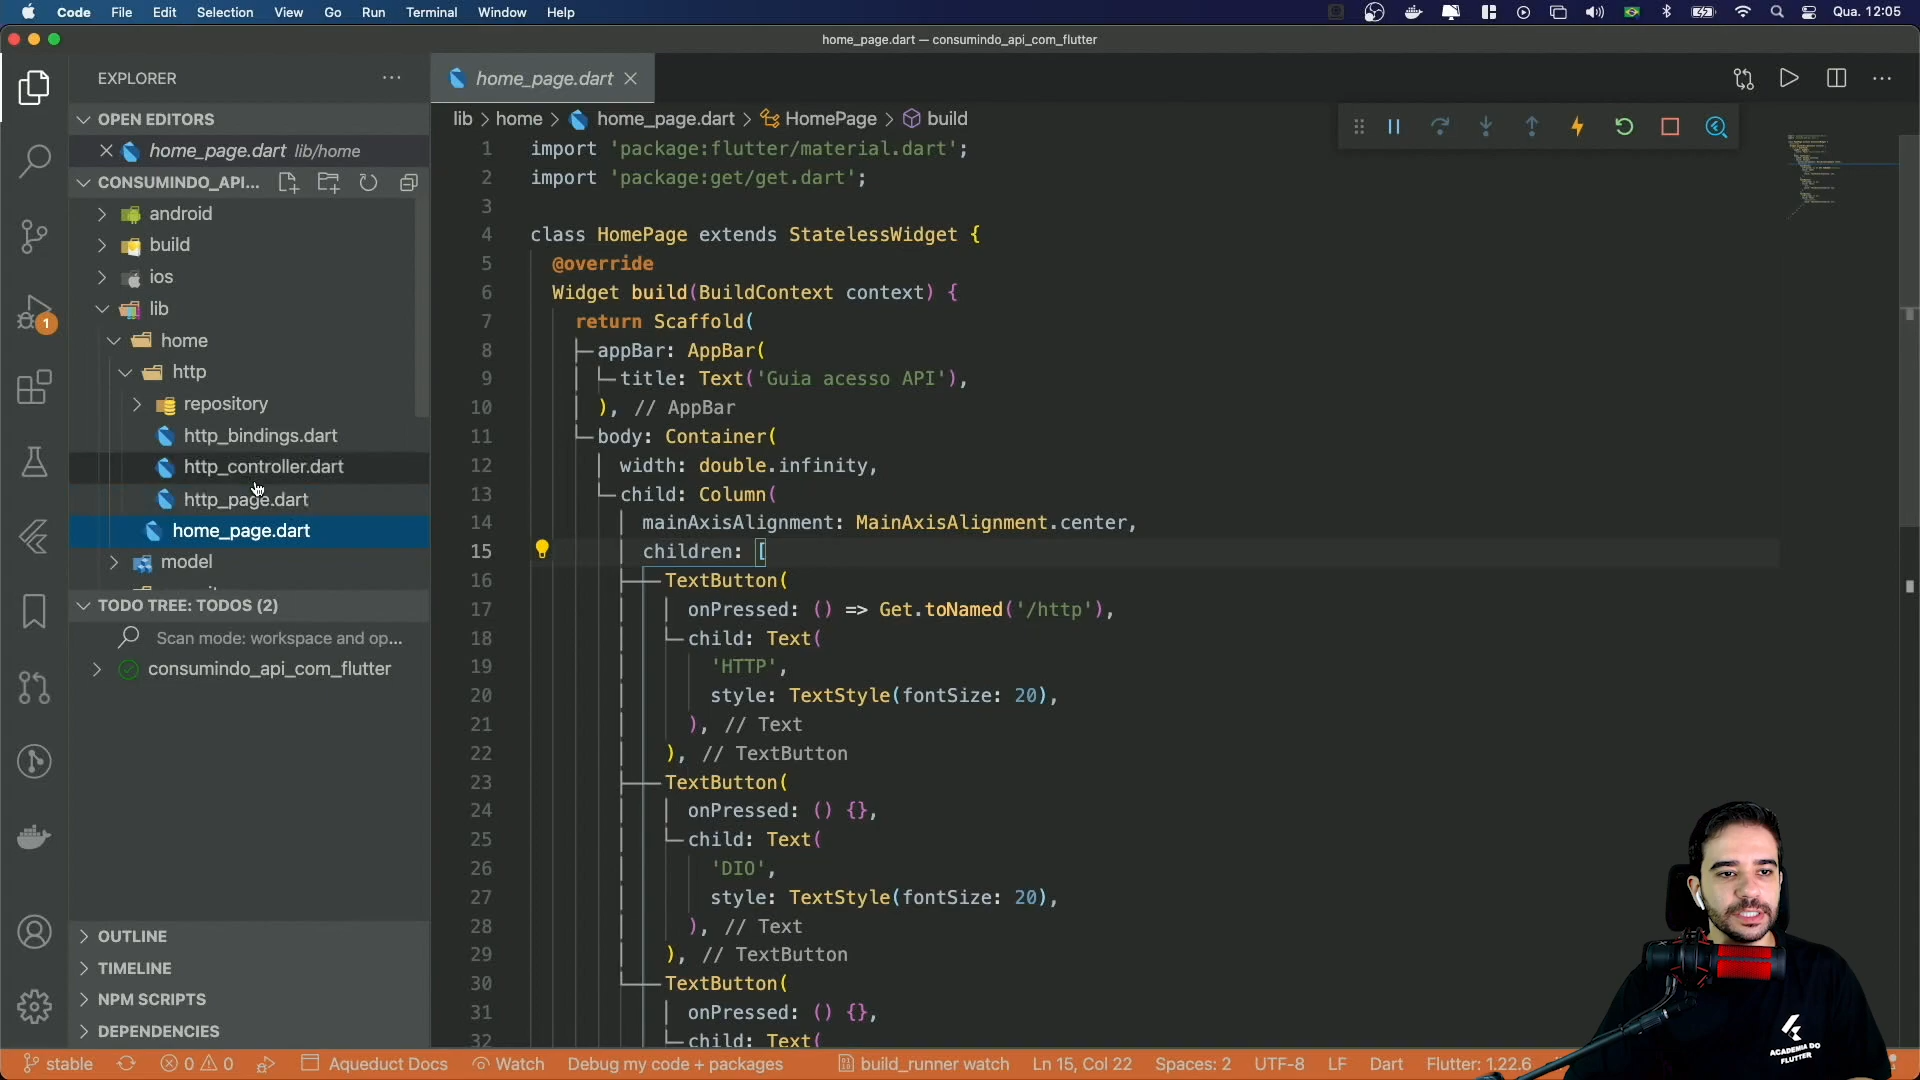 Code File Edit Selection View Go Run Terminal Window Help Qua. 12:05
home_page.dart — consumindo_api_com_flutter
EXPLORER
OPEN EDITORS
home_page.dart lib/home
CONSUMINDO_API...
android
build
ios
lib
home
http
repository
http_bindings.dart
http_controller.dart
http_page.dart
home_page.dart
model
TODO TREE: TODOS (2)
Scan mode: workspace and op...
consumindo_api_com_flutter
OUTLINE
TIMELINE
NPM SCRIPTS
DEPENDENCIES
1
home_page.dart
lib > home > home_page.dart > HomePage > build
1 import 'package:flutter/material.dart';
2 import 'package:get/get.dart';
3
4 class HomePage extends StatelessWidget {
5 @override
6 Widget build(BuildContext context) {
7 return Scaffold(
8 appBar: AppBar(
9 title: Text('Guia acesso API'),
10 ), // AppBar
11 body: Container(
12 width: double.infinity,
13 child: Column(
14 mainAxisAlignment: MainAxisAlignment.center,
15 children: [
16 TextButton(
17 onPressed: () => Get.toNamed('/http'),
18 child: Text(
19 'HTTP',
20 style: TextStyle(fontSize: 20),
21 ), // Text
22 ), // TextButton
23 TextButton(
24 onPressed: () {},
25 child: Text(
26 'DIO',
27 style: TextStyle(fontSize: 20),
28 ), // Text
29 ), // TextButton
30 TextButton(
31 onPressed: () {},
32 child: Text(
ACADEMIA DO
FLUTTER
stable 0 0 Aqueduct Docs Watch Debug my code + packages build_runner watch Ln 15, Col 22 Spaces: 2 UTF-8 LF Dart Flutter: 1.22.6